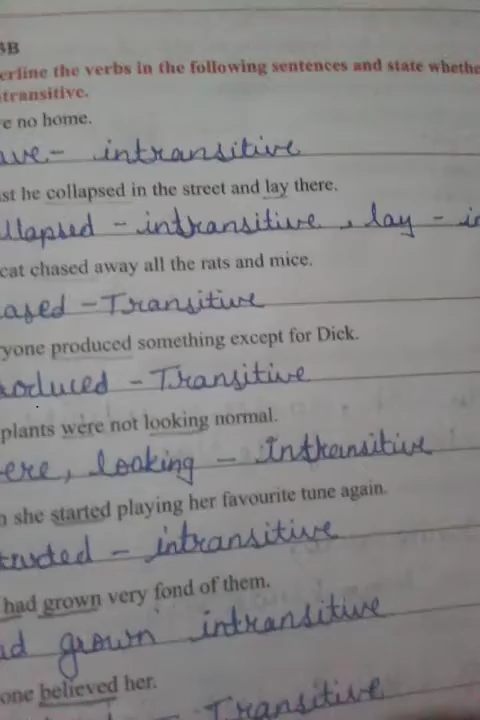 3B
erline the verbs in the following sentences and state whethe
transitive.
e no home.
ave- intransitive
st he collapsed in the street and lay there.
llapsed - intransitive, lay - in
cat chased away all the rats and mice.
ased - Transitive
yone produced something except for Dick.
roduced - Transitive
plants were not looking normal.
ere, looking - Intransitive
n she started playing her favourite tune again.
tarted - intransitive
had grown very fond of them.
ad grown intransitive
one believed her.
Transitive